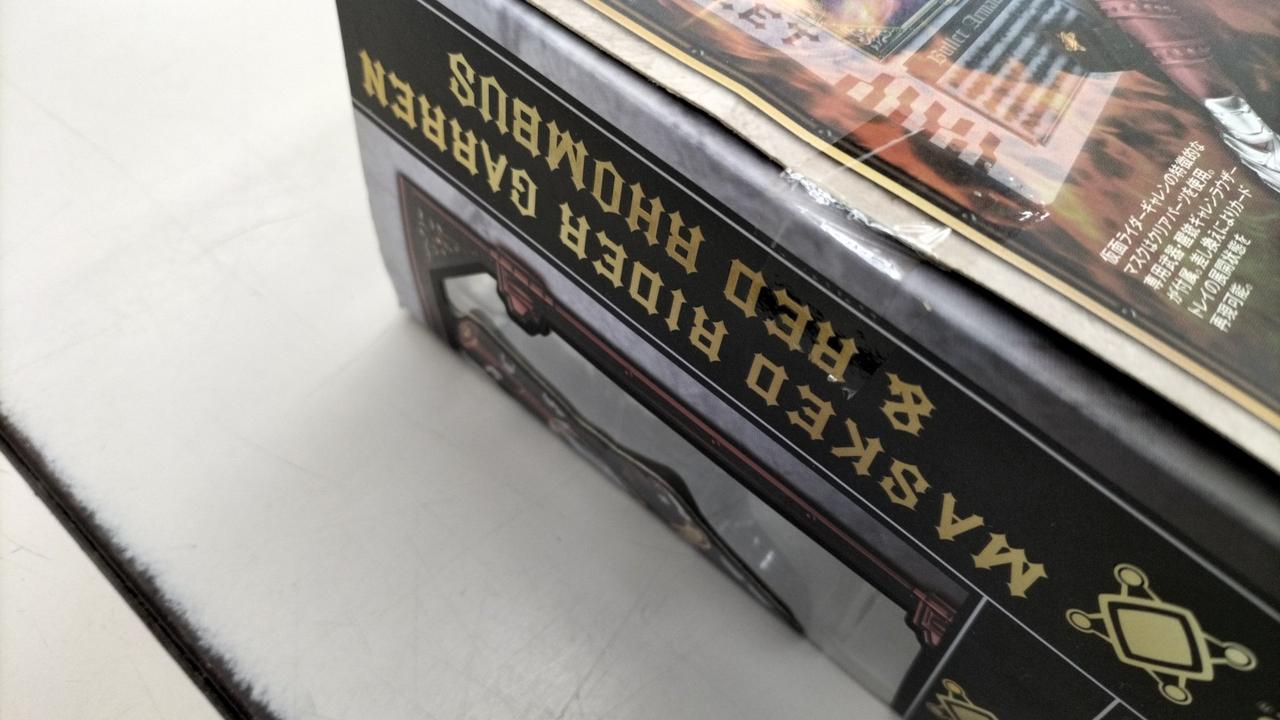 MASKED RIDER GARREN
& RED RHOMBUS
Bullet Armad
仮面ライダーギャレンの特徴的な
マスクはクリアパーツを使用。
専用武器・醒銃ギャレンラウザー
が付属。差し換えによりカード
トレイの展開状態を
再現可能。